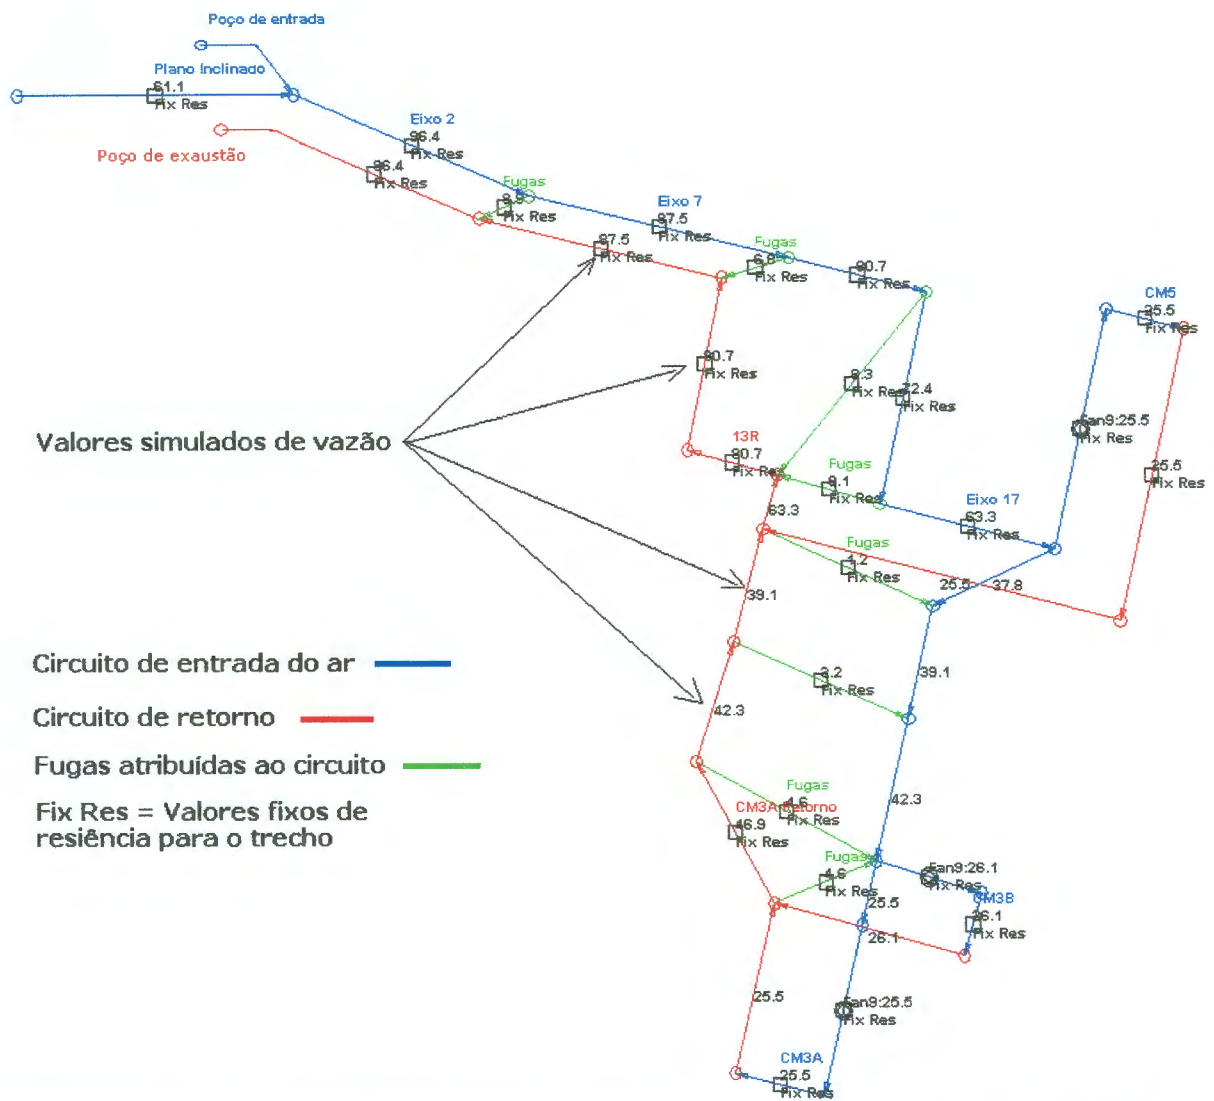 Poço de entrada
Plano Inclinado
61.1
Fix Res
Eixo 2
96.4
Fix Res
Poço de exaustão
96.4
Fix Res
Fugas
8.9
Fix Res
Eixo 7
87.5
Fix Res
87.5
Fix Res
Fugas
6.8
Fix Res
80.7
Fix Res
CM5
25.5
Fix Res
80.7
Fix Res
8.3
Fix Res
72.4
Fix Res
Fan9:25.5
Fix Res
Valores simulados de vazão
13R
80.7
Fix Res
Fugas
9.1
Fix Res
25.5
Fix Res
Eixo 17
63.3
Fix Res
63.3
Fugas
4.2
Fix Res
25.5
37.8
39.1
Circuito de entrada do ar
3.2
Fix Res
39.1
Circuito de retorno
42.3
Fugas atribuídas ao circuito
Fugas
4.6
Fix Res
42.3
Fix Res = Valores fixos de
resiência para o trecho
CM3A Retorno
46.9
Fix Res
Fugas
4.6
Fix Res
Fan9:26.1
Fix Res
CM3B
26.1
Fix Res
25.5
26.1
25.5
Fan9:25.5
Fix Res
CM3A
25.5
Fix Res